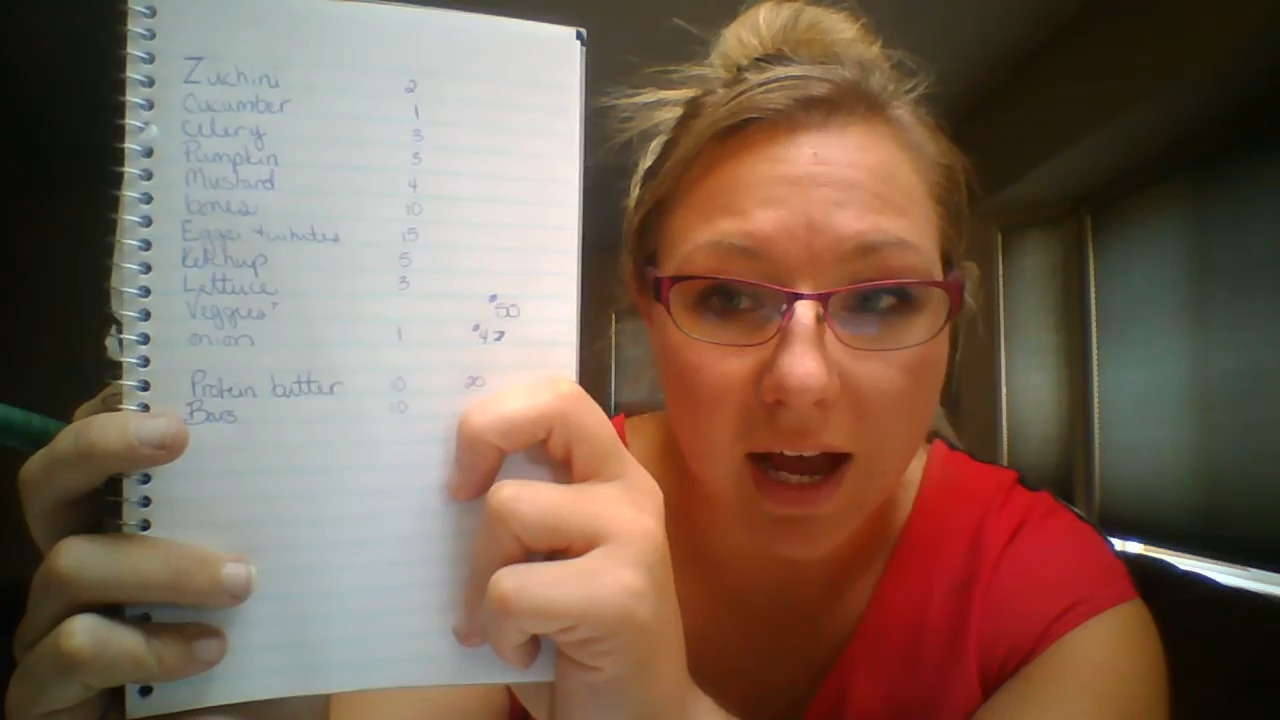 Zuchini 2
Cucumber 1
Celery 3
Pumpkin 3
Mustard 4
bones 10
Eggs + whites 15
Ketchup 5
Lettuce 3
Veggies? $50
onion 1 $47
Protein butter 10 20
Bars 10